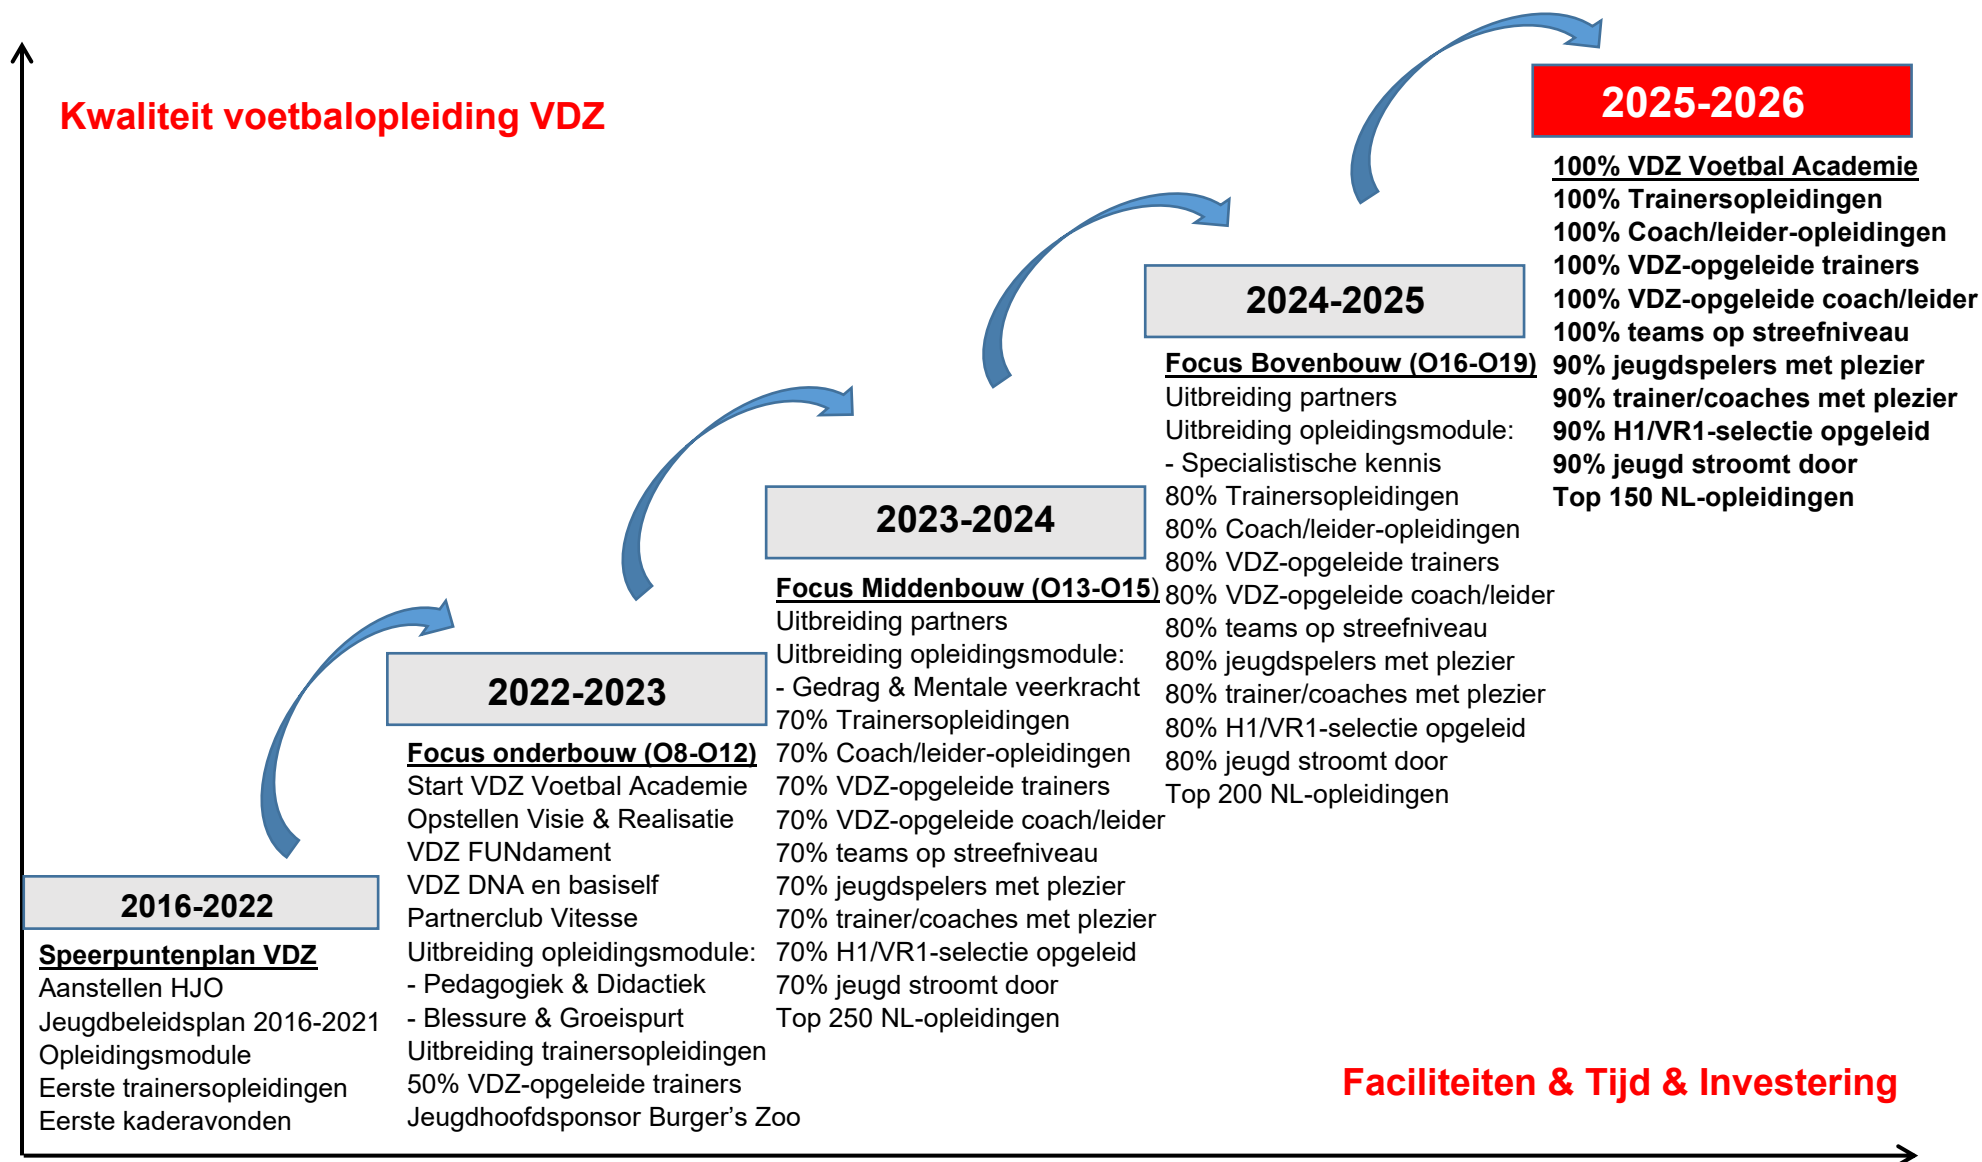 Kwaliteit voetbalopleiding VDZ
2016-2022
Speerpuntenplan VDZ
Aanstellen HJO
Jeugdbeleidsplan 2016-2021
Opleidingsmodule
Eerste trainersopleidingen
Eerste kaderavonden
2022-2023
Focus onderbouw (O8-O12)
Start VDZ Voetbal Academie
Opstellen Visie & Realisatie
VDZ FUNdament
VDZ DNA en basiself
Partnerclub Vitesse
Uitbreiding opleidingsmodule:
- Pedagogiek & Didactiek
- Blessure & Groeispurt
Uitbreiding trainersopleidingen
50% VDZ-opgeleide trainers
Jeugdhoofdsponsor Burger’s Zoo
2023-2024
Focus Middenbouw (O13-O15)
Uitbreiding partners
Uitbreiding opleidingsmodule:
- Gedrag & Mentale veerkracht
70% Trainersopleidingen
70% Coach/leider-opleidingen
70% VDZ-opgeleide trainers
70% VDZ-opgeleide coach/leider
70% teams op streefniveau
70% jeugdspelers met plezier
70% trainer/coaches met plezier
70% H1/VR1-selectie opgeleid
70% jeugd stroomt door
Top 250 NL-opleidingen
2024-2025
Focus Bovenbouw (O16-O19)
Uitbreiding partners
Uitbreiding opleidingsmodule:
- Specialistische kennis
80% Trainersopleidingen
80% Coach/leider-opleidingen
80% VDZ-opgeleide trainers
80% VDZ-opgeleide coach/leider
80% teams op streefniveau
80% jeugdspelers met plezier
80% trainer/coaches met plezier
80% H1/VR1-selectie opgeleid
80% jeugd stroomt door
Top 200 NL-opleidingen
2025-2026
100% VDZ Voetbal Academie
100% Trainersopleidingen
100% Coach/leider-opleidingen
100% VDZ-opgeleide trainers
100% VDZ-opgeleide coach/leider
100% teams op streefniveau
90% jeugdspelers met plezier
90% trainer/coaches met plezier
90% H1/VR1-selectie opgeleid
90% jeugd stroomt door
Top 150 NL-opleidingen
Faciliteiten & Tijd & Investering